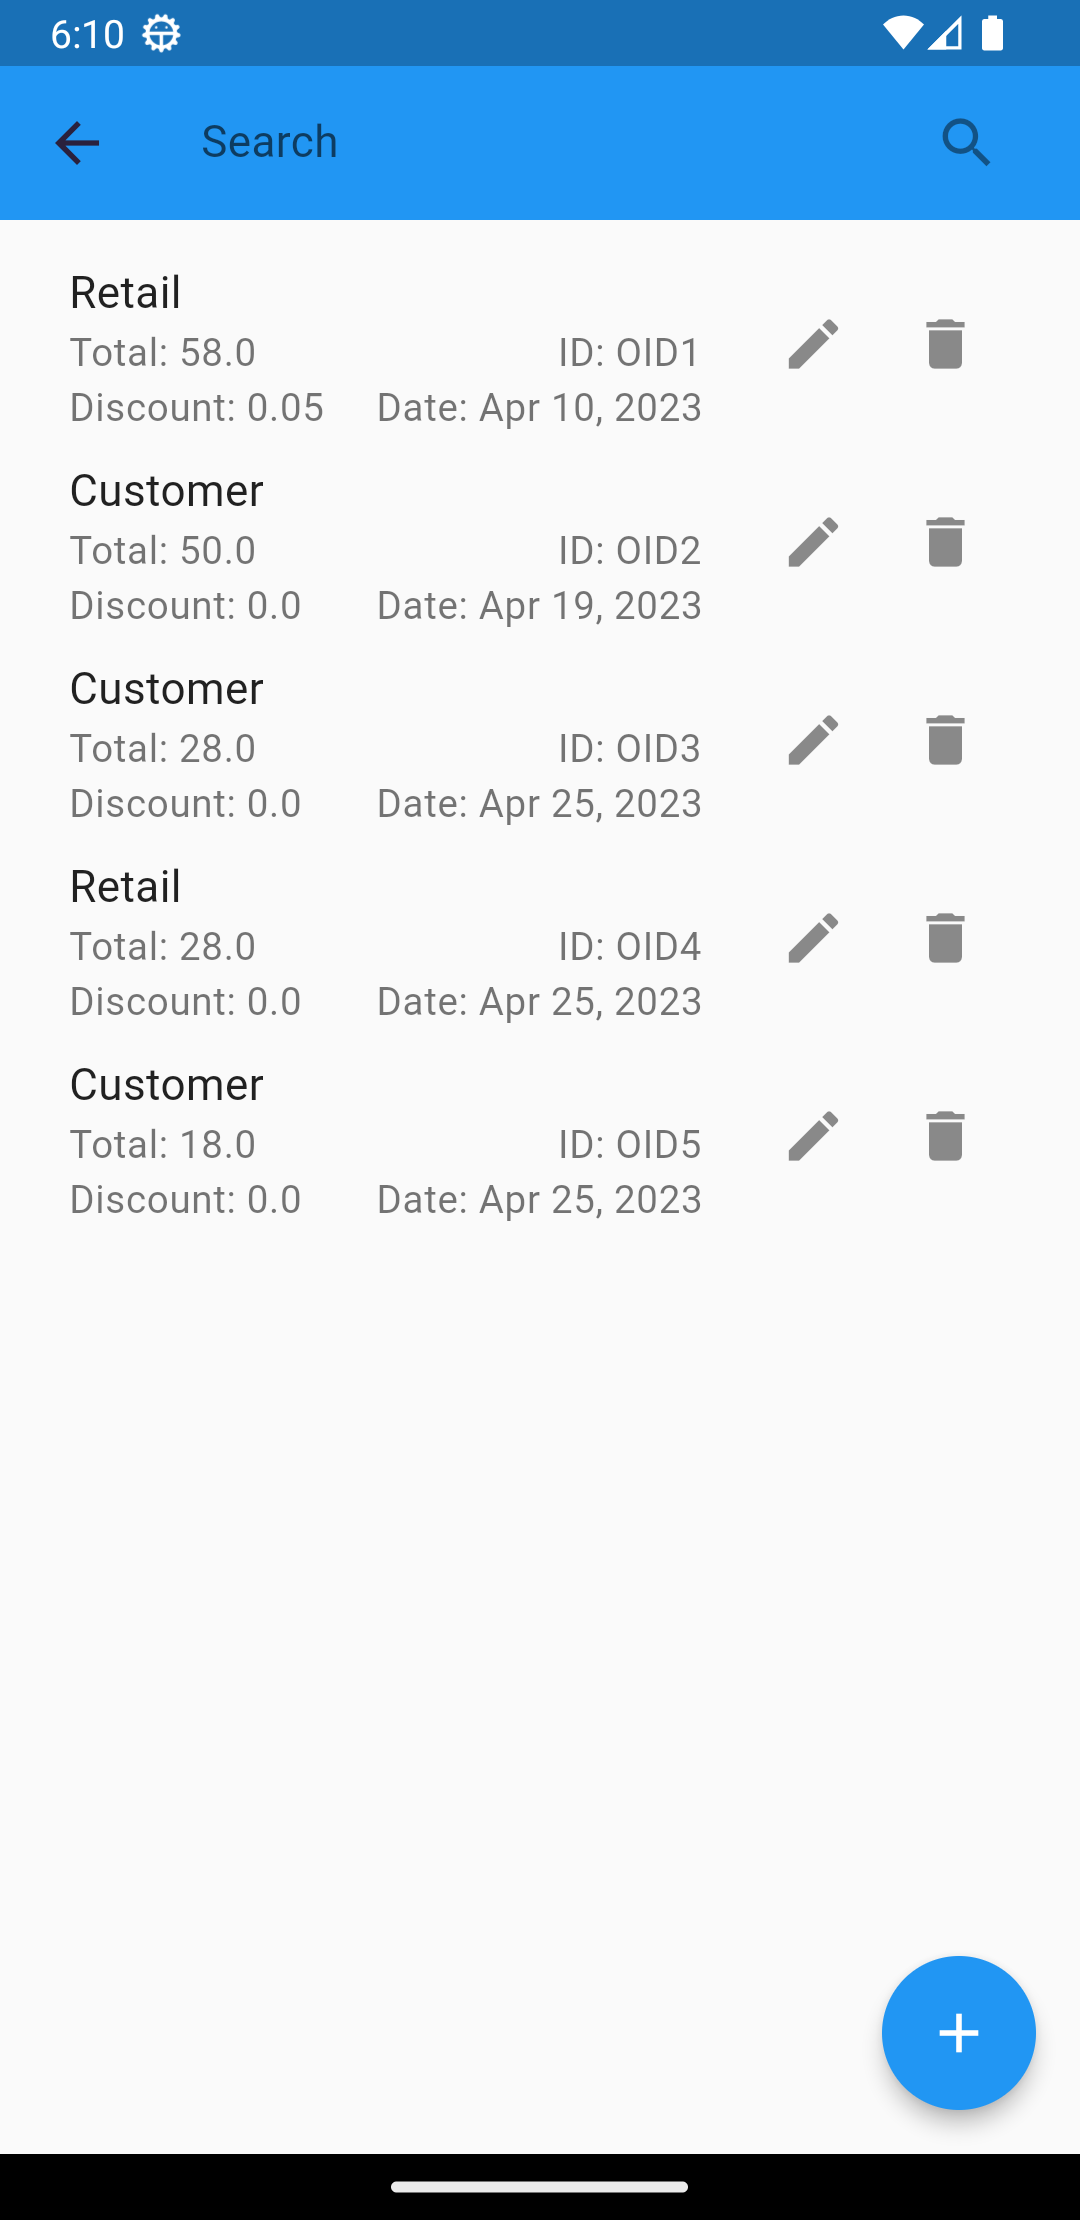 6:10
Search
Retail
Total: 58.0 ID: OID1
Discount: 0.05 Date: Apr 10, 2023
Customer
Total: 50.0 ID: OID2
Discount: 0.0 Date: Apr 19, 2023
Customer
Total: 28.0 ID: OID3
Discount: 0.0 Date: Apr 25, 2023
Retail
Total: 28.0 ID: OID4
Discount: 0.0 Date: Apr 25, 2023
Customer
Total: 18.0 ID: OID5
Discount: 0.0 Date: Apr 25, 2023